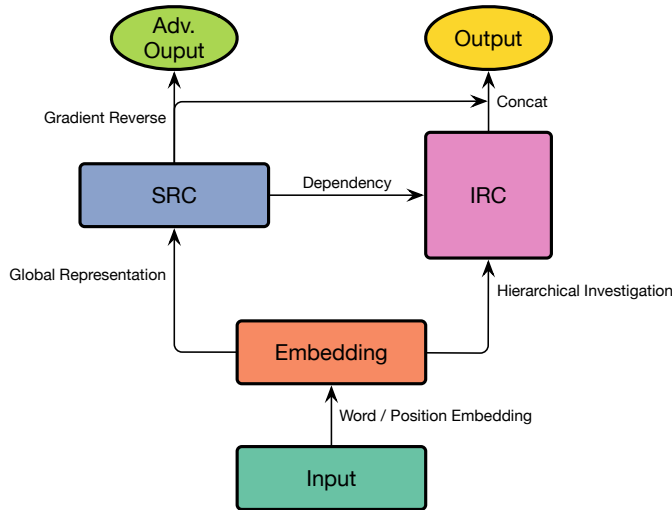 Adv.
Ouput
Output
Gradient Reverse
Concat
SRC
Dependency
IRC
Global Representation
Hierarchical Investigation
Embedding
Word / Position Embedding
Input